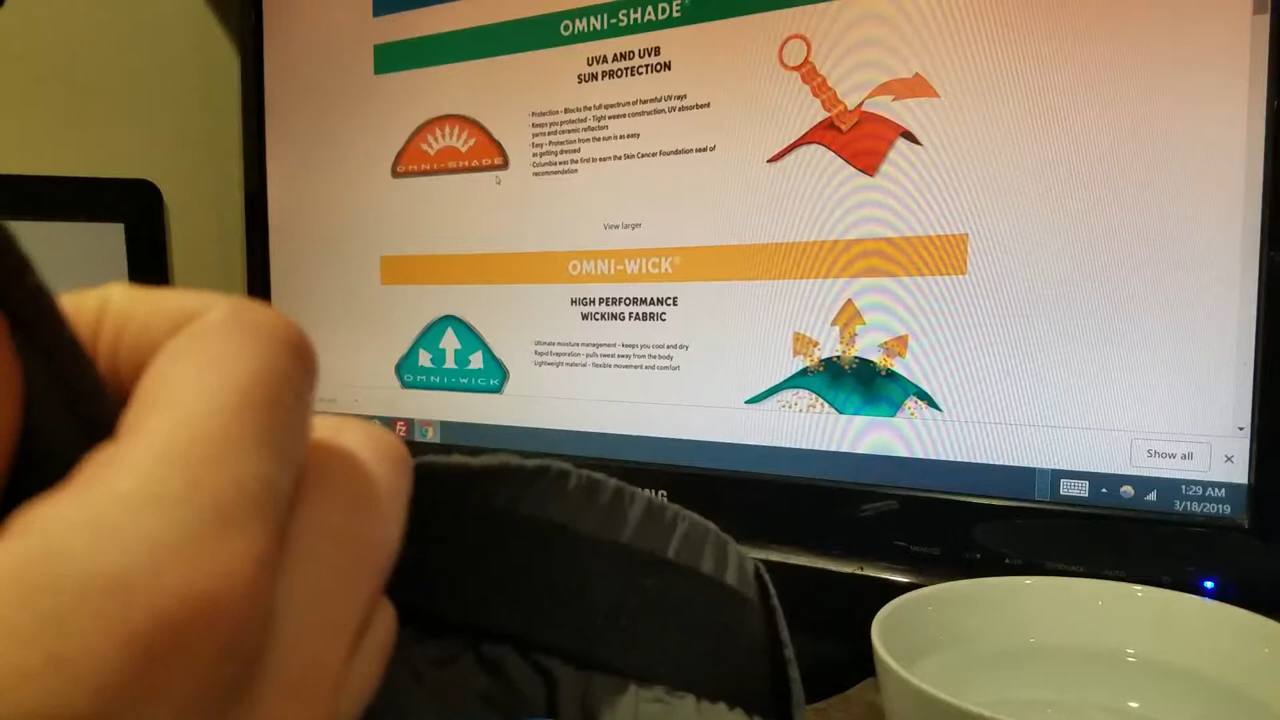 OMNI-SHADE®
UVA AND UVB
SUN PROTECTION
· Protection - Blocks the full spectrum of harmful UV rays
· Keeps you protected - Tight weave construction, UV absorbent
yarns and ceramic reflectors
· Easy - Protection from the sun is as easy
as getting dressed
· Columbia was the first to earn the Skin Cancer Foundation seal of
recommendation
OMNI-SHADE
View larger
OMNI-WICK®
HIGH PERFORMANCE
WICKING FABRIC
· Ultimate moisture management - keeps you cool and dry
· Rapid Evaporation - pulls sweat away from the body
· Lightweight material - flexible movement and comfort
OMNI-WICK
Fz
Show all
1:29 AM
3/18/2019